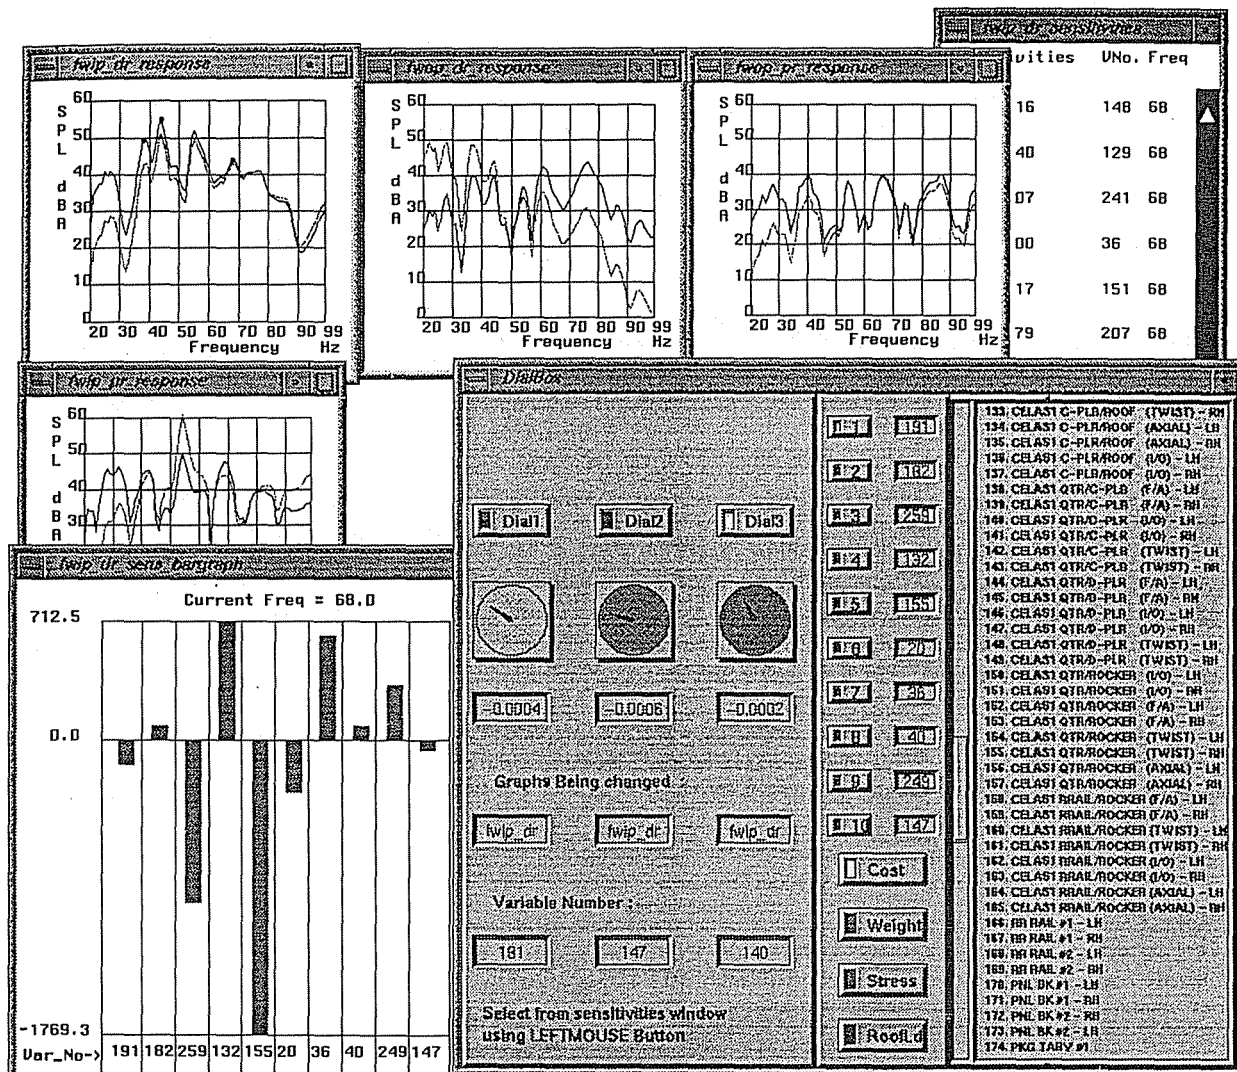 fwip_dr_response
SPL dBA
60
50
40
30
20
10
0
20 30 40 50 60 70 80 90 99
Frequency Hz
fwop_dr_response
SPL dBA
60
50
40
30
20
10
0
20 30 40 50 60 70 80 90 99
Frequency Hz
fwop_pr_response
SPL dBA
60
50
40
30
20
10
0
20 30 40 50 60 70 80 90 99
Frequency Hz
fwip_dr_sensitivities
ivities VNo. Freq
16 148 68
40 129 68
07 241 68
00 36 68
17 151 68
79 207 68
fwip_pr_response
SPL dBA
60
50
40
30
fwip_dr_sens_bargraph
Current Freq = 68.0
712.5
0.0
-1769.3
Var_No-> 191 182 259 132 155 20 36 40 249 147
DialBox
Dial1 Dial2 Dial3
-0.0004 -0.0006 -0.0002
Graphs Being changed :
fwip_dr fwip_dr fwip_dr
Variable Number :
191 147 140
Select from sensitivities window
using LEFTMOUSE Button
1 191
2 182
3 259
4 132
5 155
6 20
7 36
8 40
9 249
10 147
Cost
Weight
Stress
RoofLd
133. CELAS1 C-PLR/ROOF (TWIST) - RH
134. CELAS1 C-PLR/ROOF (AXIAL) - LH
135. CELAS1 C-PLR/ROOF (AXIAL) - RH
136. CELAS1 C-PLR/ROOF (I/O) - LH
137. CELAS1 C-PLR/ROOF (I/O) - RH
138. CELAS1 QTR/C-PLR (F/A) - LH
139. CELAS1 QTR/C-PLR (F/A) - RH
140. CELAS1 QTR/C-PLR (I/O) - LH
141. CELAS1 QTR/C-PLR (I/O) - RH
142. CELAS1 QTR/C-PLR (TWIST) - LH
143. CELAS1 QTR/C-PLR (TWIST) - RH
144. CELAS1 QTR/D-PLR (F/A) - LH
145. CELAS1 QTR/D-PLR (F/A) - RH
146. CELAS1 QTR/D-PLR (I/O) - LH
147. CELAS1 QTR/D-PLR (I/O) - RH
148. CELAS1 QTR/D-PLR (TWIST) - LH
149. CELAS1 QTR/D-PLR (TWIST) - RH
150. CELAS1 QTR/ROCKER (I/O) - LH
151. CELAS1 QTR/ROCKER (I/O) - RH
152. CELAS1 QTR/ROCKER (F/A) - LH
153. CELAS1 QTR/ROCKER (F/A) - RH
154. CELAS1 QTR/ROCKER (TWIST) - LH
155. CELAS1 QTR/ROCKER (TWIST) - RH
156. CELAS1 QTR/ROCKER (AXIAL) - LH
157. CELAS1 QTR/ROCKER (AXIAL) - RH
158. CELAS1 RRAIL/ROCKER (F/A) - LH
159. CELAS1 RRAIL/ROCKER (F/A) - RH
160. CELAS1 RRAIL/ROCKER (TWIST) - LH
161. CELAS1 RRAIL/ROCKER (TWIST) - RH
162. CELAS1 RRAIL/ROCKER (I/O) - LH
163. CELAS1 RRAIL/ROCKER (I/O) - RH
164. CELAS1 RRAIL/ROCKER (AXIAL) - LH
165. CELAS1 RRAIL/ROCKER (AXIAL) - RH
166. RR RAIL #1 - LH
167. RR RAIL #1 - RH
168. RR RAIL #2 - LH
169. RR RAIL #2 - RH
170. PNL BK #1 - LH
171. PNL BK #1 - RH
172. PNL BK #2 - RH
173. PNL BK #2 - LH
174. PKG TARY #1